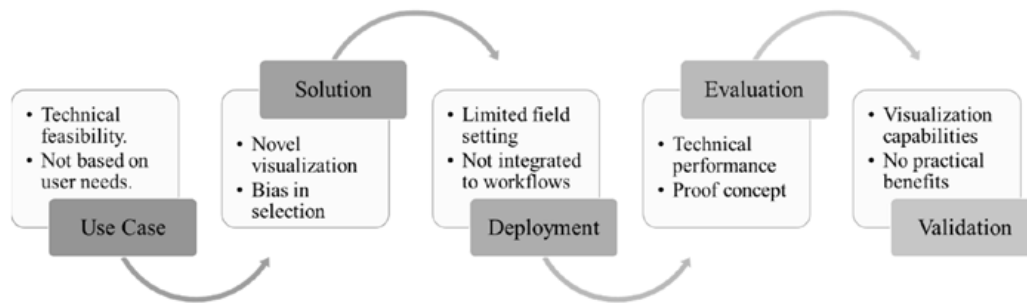 • Technical
feasibility.
• Not based on
user needs.
Use Case
Solution
• Novel
visualization
• Bias in
selection
• Limited field
setting
• Not integrated
to workflows
Deployment
Evaluation
• Technical
performance
• Proof concept
• Visualization
capabilities
• No practical
benefits
Validation